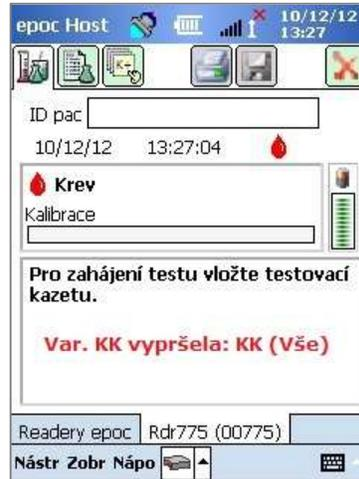 epoc Host 10/12/12
13:27
K+
ID pac
10/12/12 13:27:04
Krev
Kalibrace
Pro zahájení testu vložte testovací
kazetu.
Var. KK vypršela: KK (Vše)
Readery epoc Rdr775 (00775)
Nástr Zobr Nápo